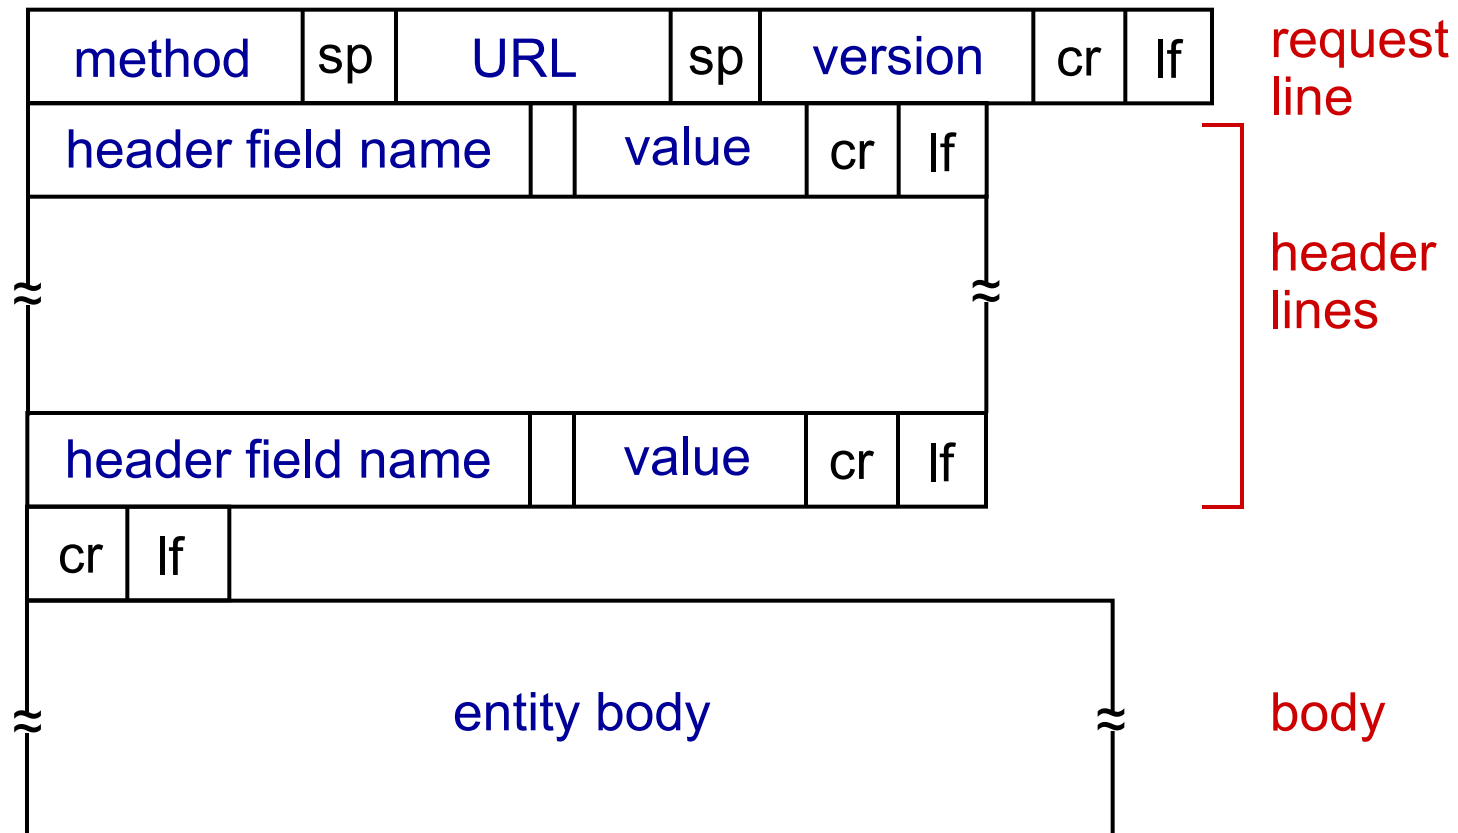 method sp URL sp version cr lf request
line
header field name value cr lf
header
lines
header field name value cr lf
cr lf
entity body body